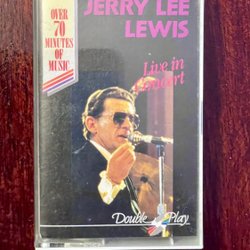 OVER
70
MINUTES
OF
MUSIC
JERRY LEE
LEWIS
Live in
Concert
Double Play